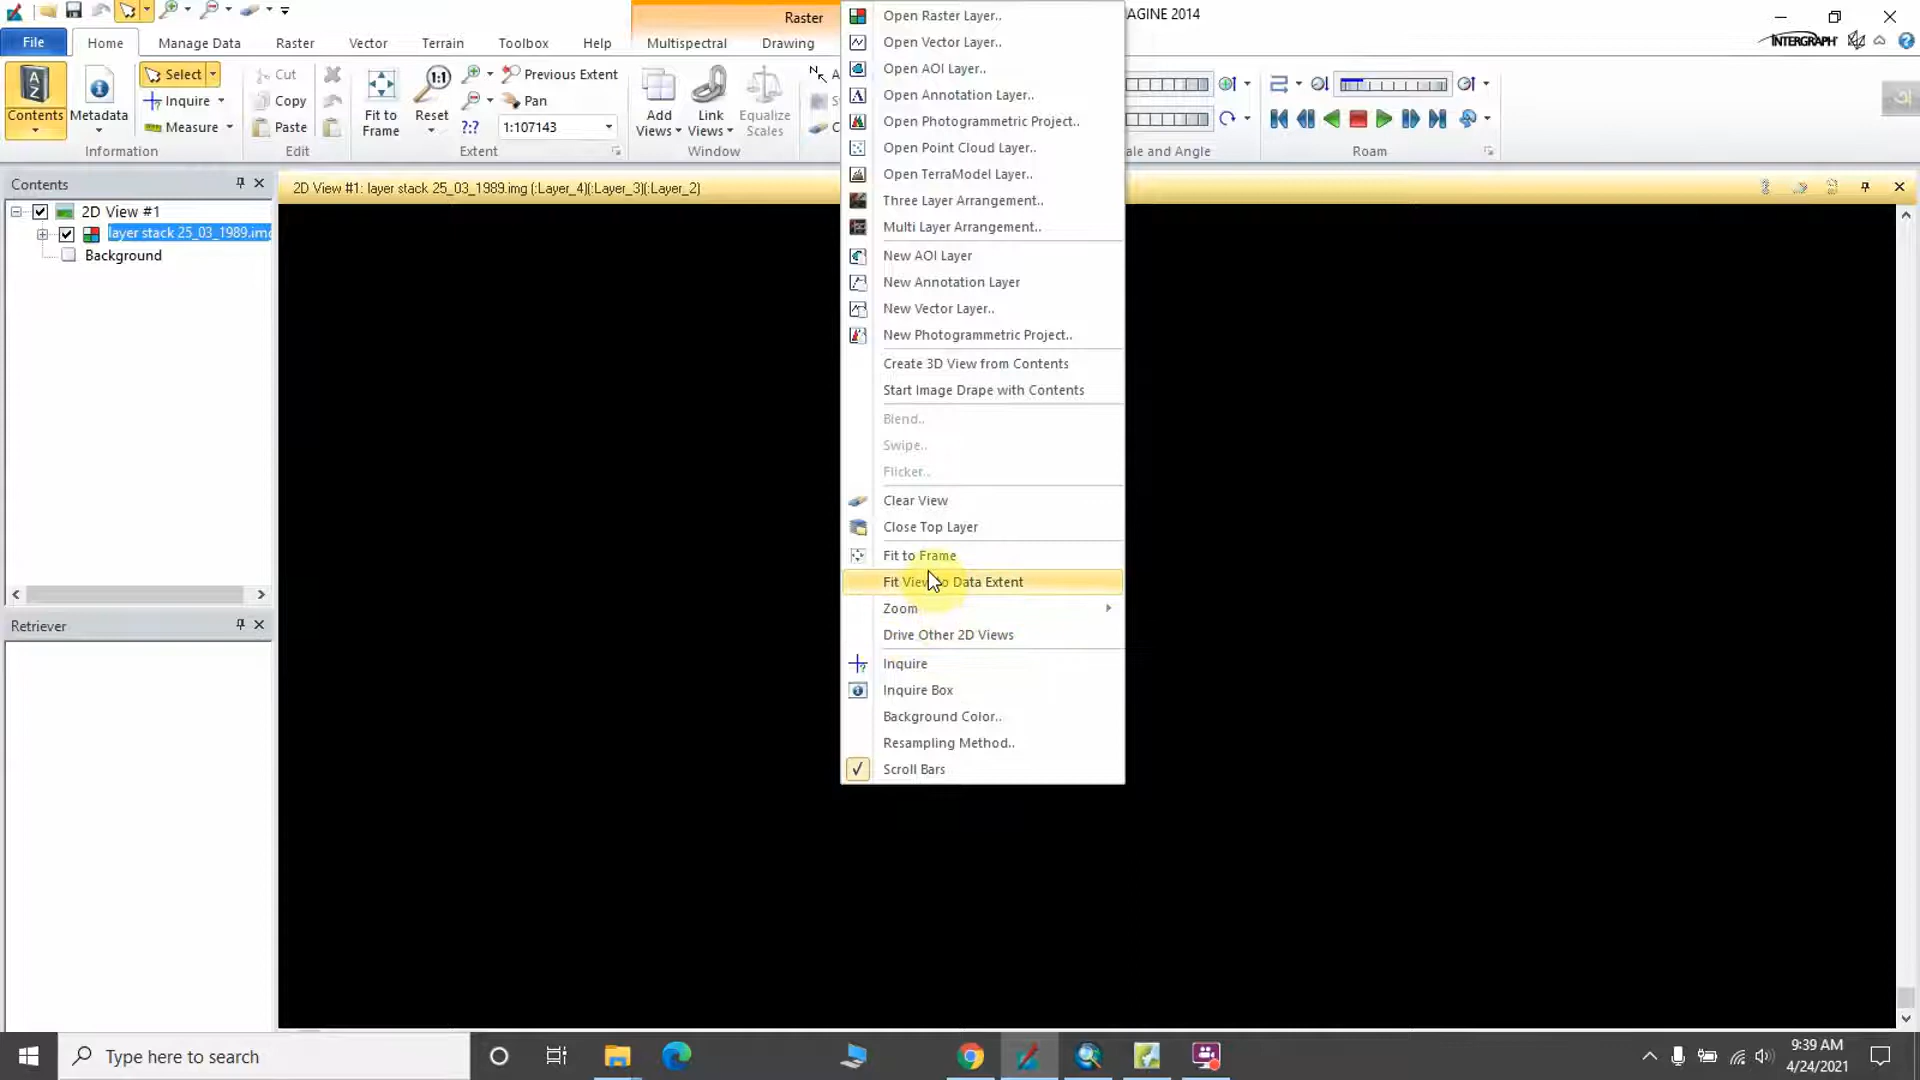 Raster
AGINE 2014
File
Home
Manage Data
Raster
Vector
Terrain
Toolbox
Help
Multispectral
Drawing
INTERGRAPH
Contents
Metadata
Select
Inquire
Measure
Information
Cut
Copy
Paste
Edit
Fit to
Frame
1:1
Reset
Previous Extent
Pan
?:?
1:107143
Extent
Add
Views
Link
Views
Equalize
Scales
Window
ale and Angle
Roam
Contents
2D View #1
layer stack 25_03_1989.img
Background
Retriever
2D View #1: layer stack 25_03_1989.img (:Layer_4)(:Layer_3)(:Layer_2)
Open Raster Layer..
Open Vector Layer..
Open AOI Layer..
Open Annotation Layer..
Open Photogrammetric Project..
Open Point Cloud Layer..
Open TerraModel Layer..
Three Layer Arrangement..
Multi Layer Arrangement..
New AOI Layer
New Annotation Layer
New Vector Layer..
New Photogrammetric Project..
Create 3D View from Contents
Start Image Drape with Contents
Blend..
Swipe..
Flicker..
Clear View
Close Top Layer
Fit to Frame
Fit View to Data Extent
Zoom
Drive Other 2D Views
Inquire
Inquire Box
Background Color..
Resampling Method..
Scroll Bars
Type here to search
9:39 AM
4/24/2021